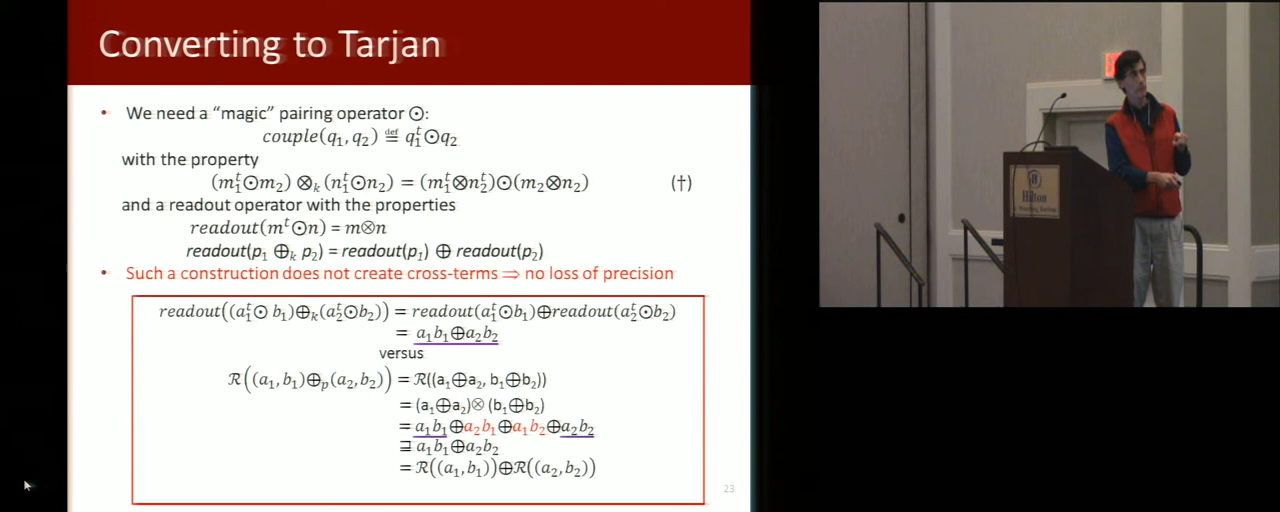 Converting to Tarjan
• We need a “magic” pairing operator ⊙:
couple(q₁, q₂) ≝ q₁ᵗ⊙q₂
with the property
(m₁ᵗ⊙m₂) ⊗ₖ (n₁ᵗ⊙n₂) = (m₁ᵗ⊗n₂ᵗ)⊙(m₂⊗n₂) (†)
and a readout operator with the properties
readout(mᵗ⊙n) = m⊗n
readout(p₁ ⊕ₖ p₂) = readout(p₁) ⊕ readout(p₂)
• Such a construction does not create cross-terms ⇒ no loss of precision
readout((a₁ᵗ⊙ b₁)⊕ₖ(a₂ᵗ⊙b₂)) = readout(a₁ᵗ⊙b₁)⊕readout(a₂ᵗ⊙b₂)
= a₁b₁⊕a₂b₂
versus
ℛ((a₁, b₁)⊕ₚ(a₂, b₂)) = ℛ((a₁⊕a₂, b₁⊕b₂))
= (a₁⊕a₂)⊗ (b₁⊕b₂)
= a₁b₁⊕a₂b₁⊕a₁b₂⊕a₂b₂
⊒ a₁b₁⊕a₂b₂
= ℛ((a₁, b₁))⊕ℛ((a₂, b₂))
23
Hilton